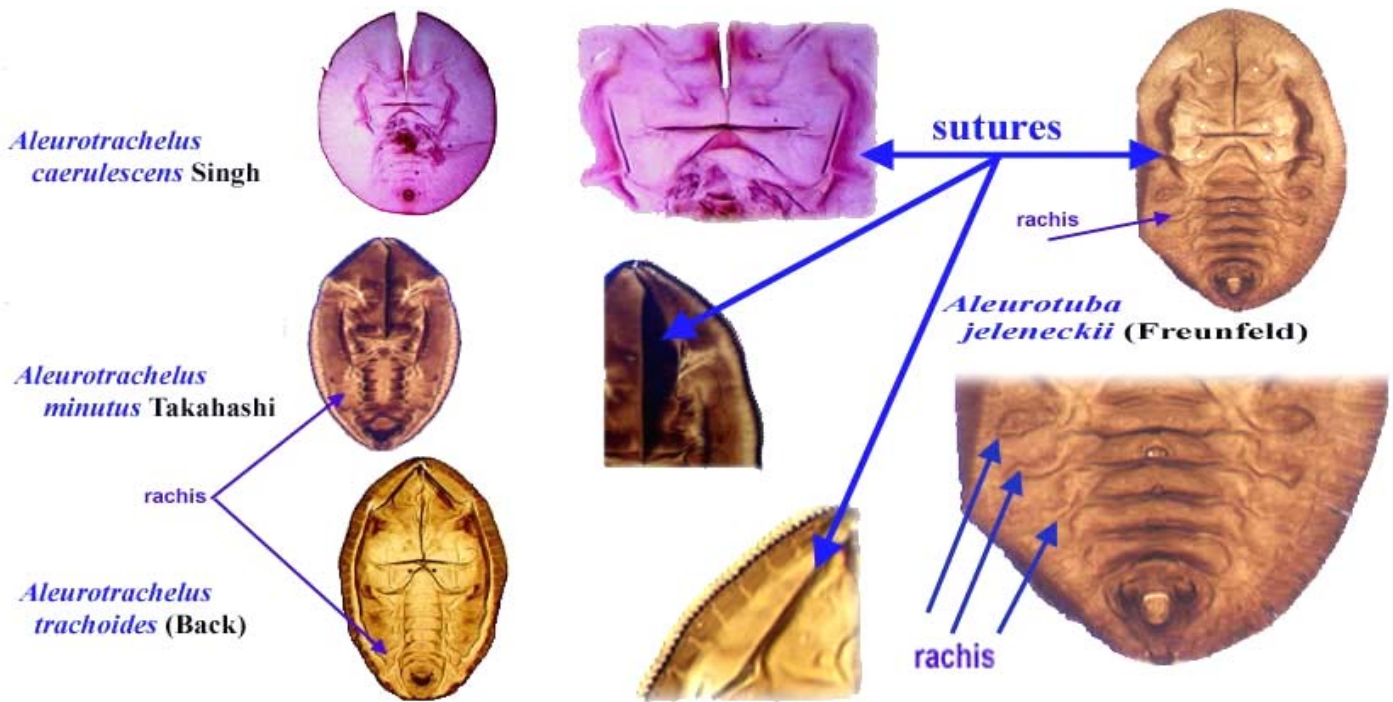 Aleurotrachelus
caerulescens Singh
sutures
rachis
Aleurotuba
jeleneckii (Freunfeld)
Aleurotrachelus
minutus Takahashi
rachis
Aleurotrachelus
trachoides (Back)
rachis